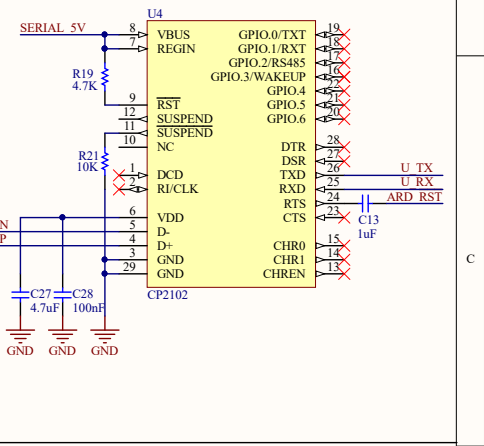 U4
SERIAL 5V
8 VBUS GPIO.0/TXT 19
7 REGIN GPIO.1/RXT 18
GPIO.2/RS485 17
R19 GPIO.3/WAKEUP 16
4.7K GPIO.4 22
GPIO.5 21
9 RST GPIO.6 20
12 SUSPEND
11 SUSPEND
10 NC DTR 28
R21 DSR 27
10K TXD 26 U_TX
1 DCD RXD 25 U_RX
2 RI/CLK RTS 24 ARD_RST
CTS 23
C13
1uF
6 VDD
N 5 D-
P 4 D+ CHR0 15
3 GND CHR1 14
29 GND CHREN 13
CP2102
C27 C28
4.7uF 100nF
GND GND GND
C